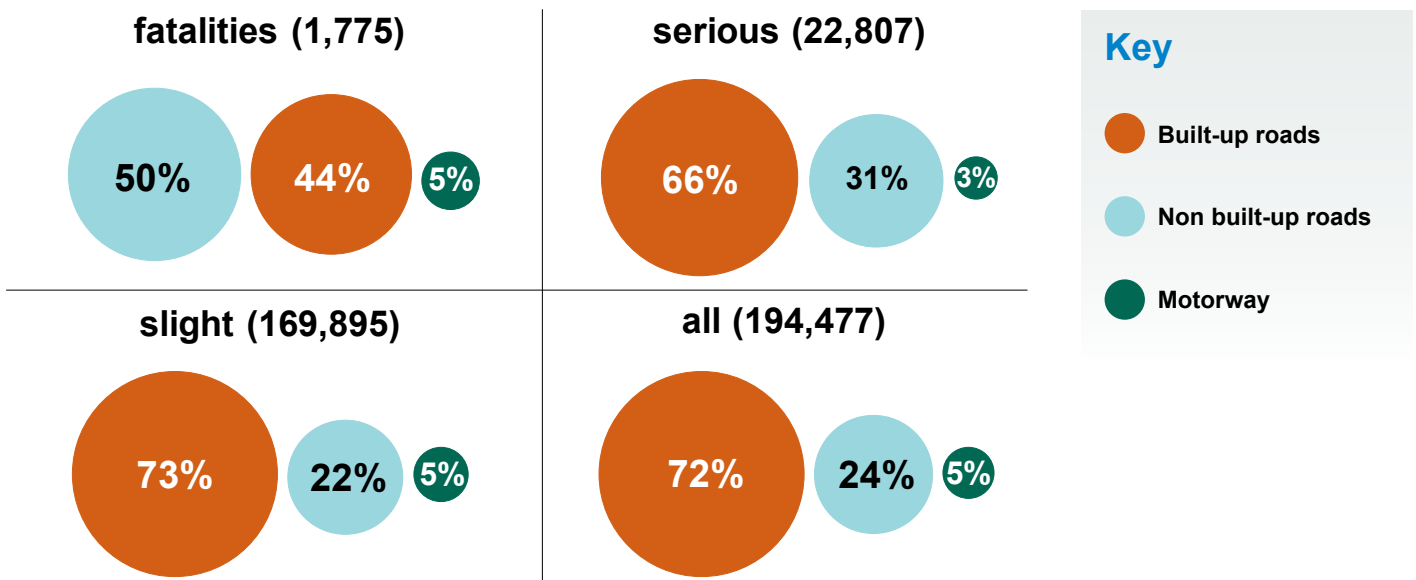 fatalities (1,775)
50%
44%
5%
serious (22,807)
66%
31%
3%
slight (169,895)
73%
22%
5%
all (194,477)
72%
24%
5%
Key
Built-up roads
Non built-up roads
Motorway